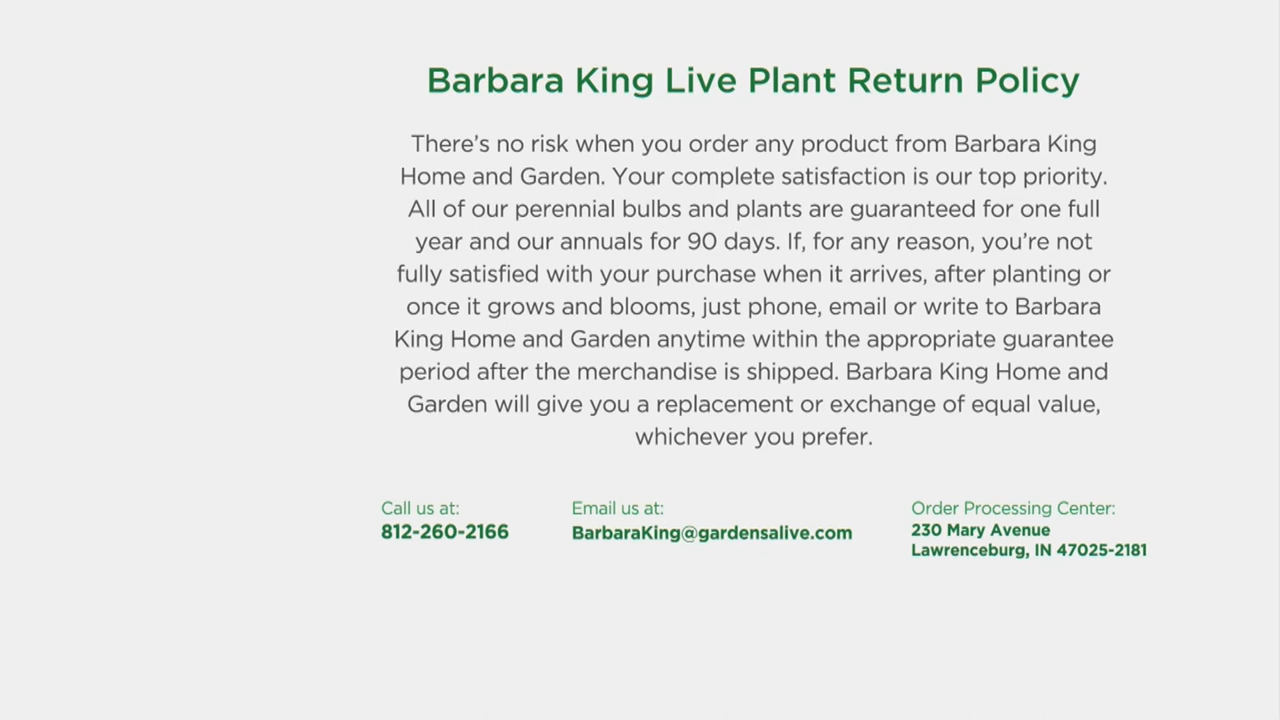 Barbara King Live Plant Return Policy
There's no risk when you order any product from Barbara King
Home and Garden. Your complete satisfaction is our top priority.
All of our perennial bulbs and plants are guaranteed for one full
year and our annuals for 90 days. If, for any reason, you're not
fully satisfied with your purchase when it arrives, after planting or
once it grows and blooms, just phone, email or write to Barbara
King Home and Garden anytime within the appropriate guarantee
period after the merchandise is shipped. Barbara King Home and
Garden will give you a replacement or exchange of equal value,
whichever you prefer.
Call us at:
812-260-2166
Email us at:
BarbaraKing@gardensalive.com
Order Processing Center:
230 Mary Avenue
Lawrenceburg, IN 47025-2181